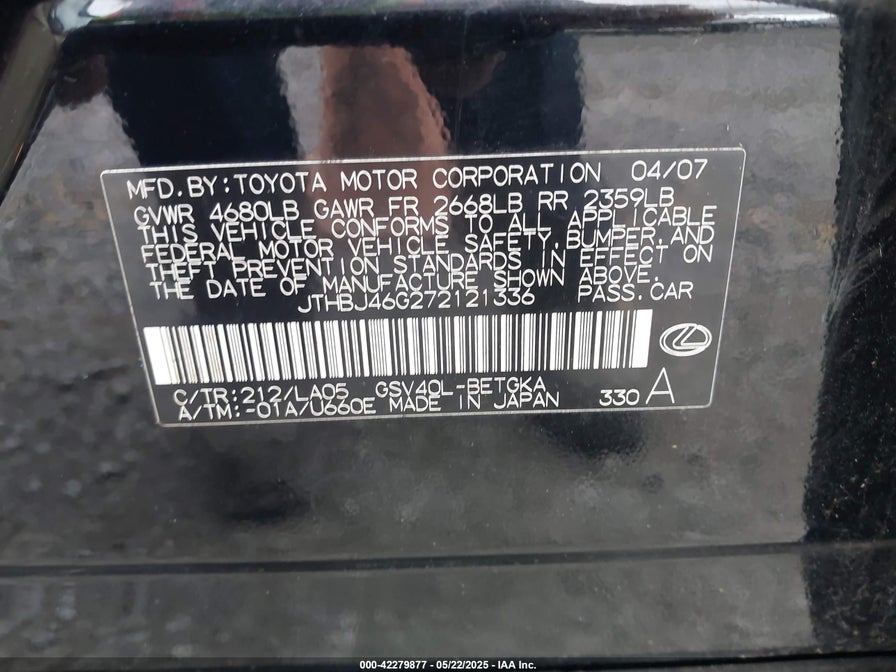 MFD.BY:TOYOTA MOTOR CORPORATION 04/07
GVWR 4680LB GAWR FR 2668LB RR 2359LB
THIS VEHICLE CONFORMS TO ALL APPLICABLE
FEDERAL MOTOR VEHICLE SAFETY,BUMPER,AND
THEFT PREVENTION STANDARDS IN EFFECT ON
THE DATE OF MANUFACTURE SHOWN ABOVE.
JTHBJ46G272121336 PASS.CAR
C/TR:212/LA05 GSV40L-BETGKA
A/TM:-01A/U660E MADE IN JAPAN 330 A
000-42279877 - 05/22/2025 - IAA Inc.